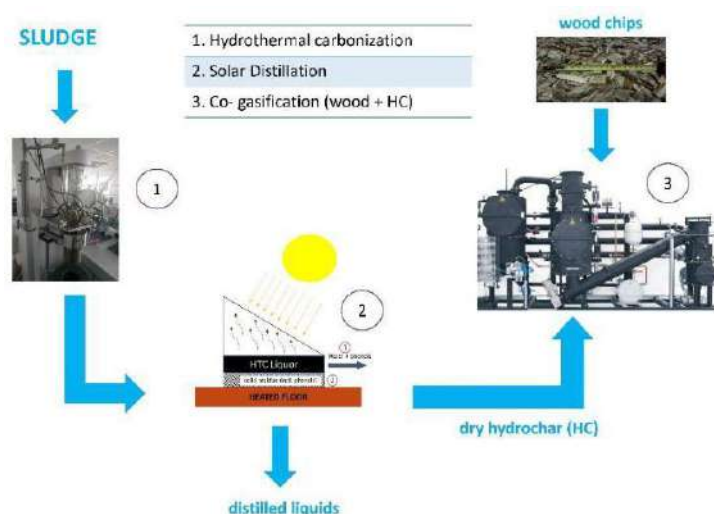 SLUDGE
1. Hydrothermal carbonization
2. Solar Distillation
3. Co- gasification (wood + HC)
wood chips
1
3
2
HTC Liquor
HEATED FLOOR
dry hydrochar (HC)
distilled liquids